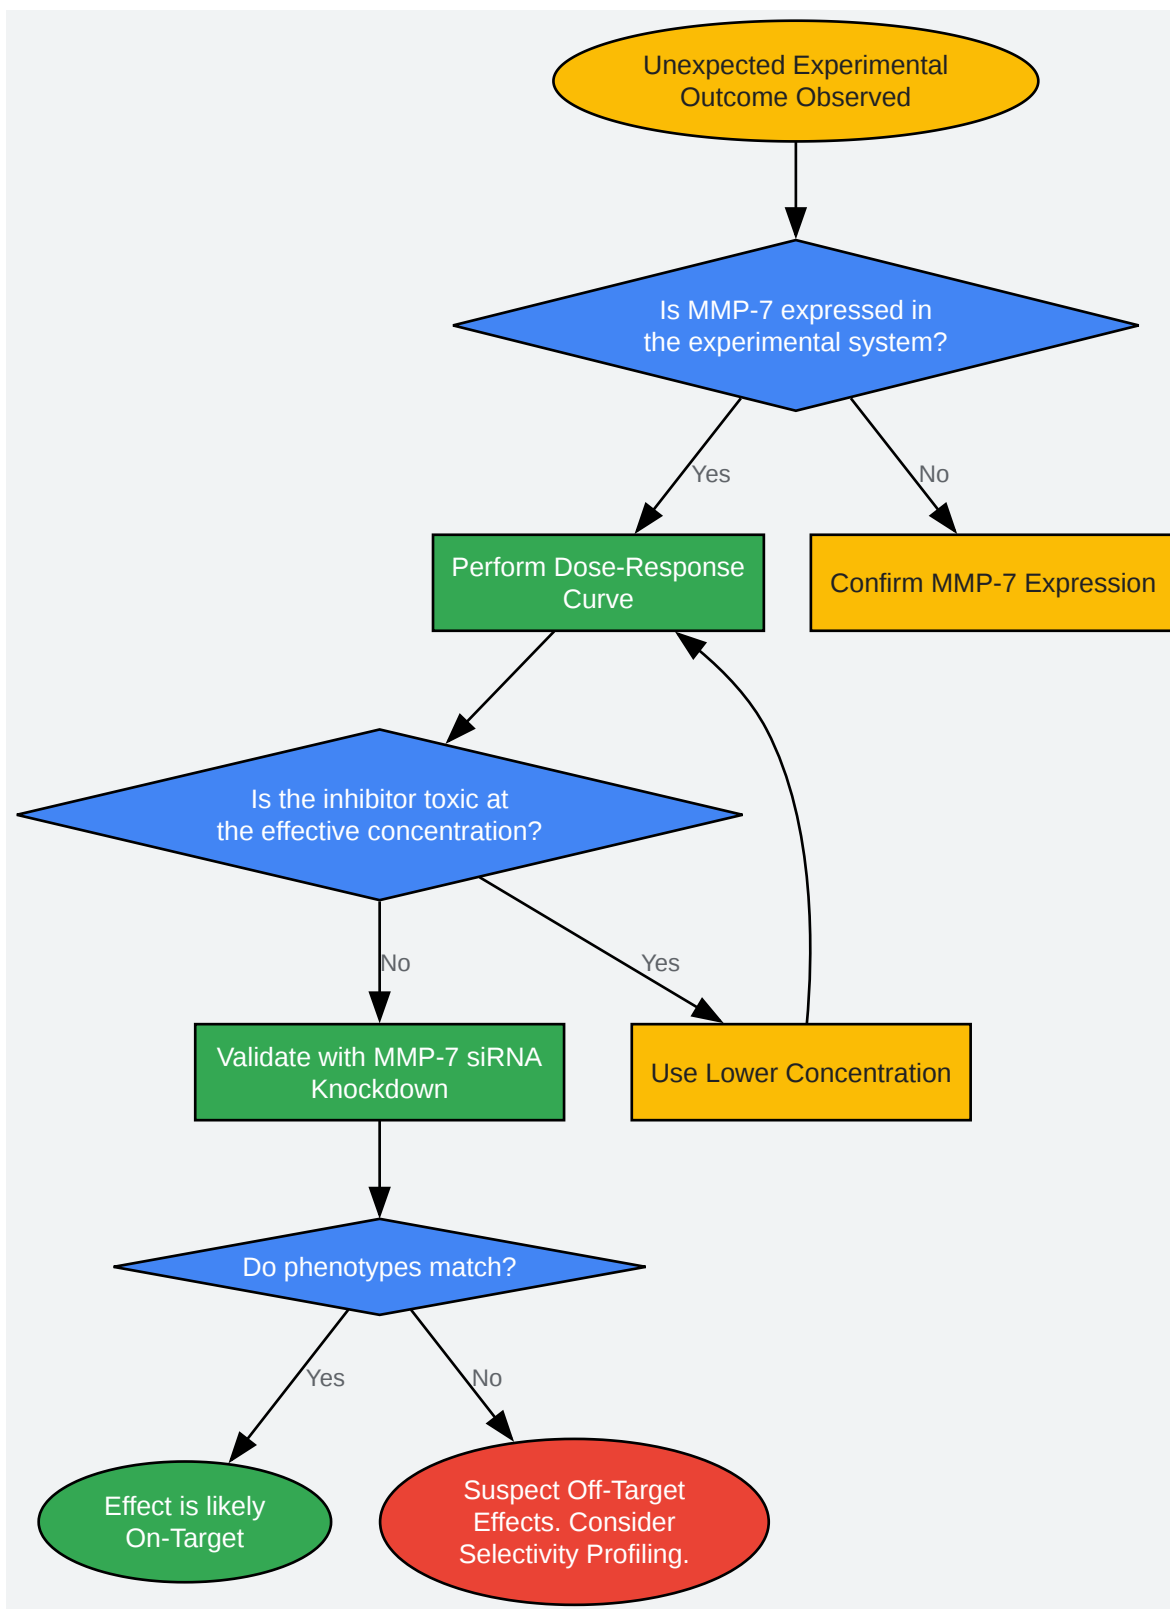 Unexpected Experimental
Outcome Observed
Is MMP-7 expressed in
the experimental system?
Yes
No
Perform Dose-Response
Curve
Confirm MMP-7 Expression
Is the inhibitor toxic at
the effective concentration?
No
Yes
Validate with MMP-7 siRNA
Knockdown
Use Lower Concentration
Do phenotypes match?
Yes
No
Effect is likely
On-Target
Suspect Off-Target
Effects. Consider
Selectivity Profiling.